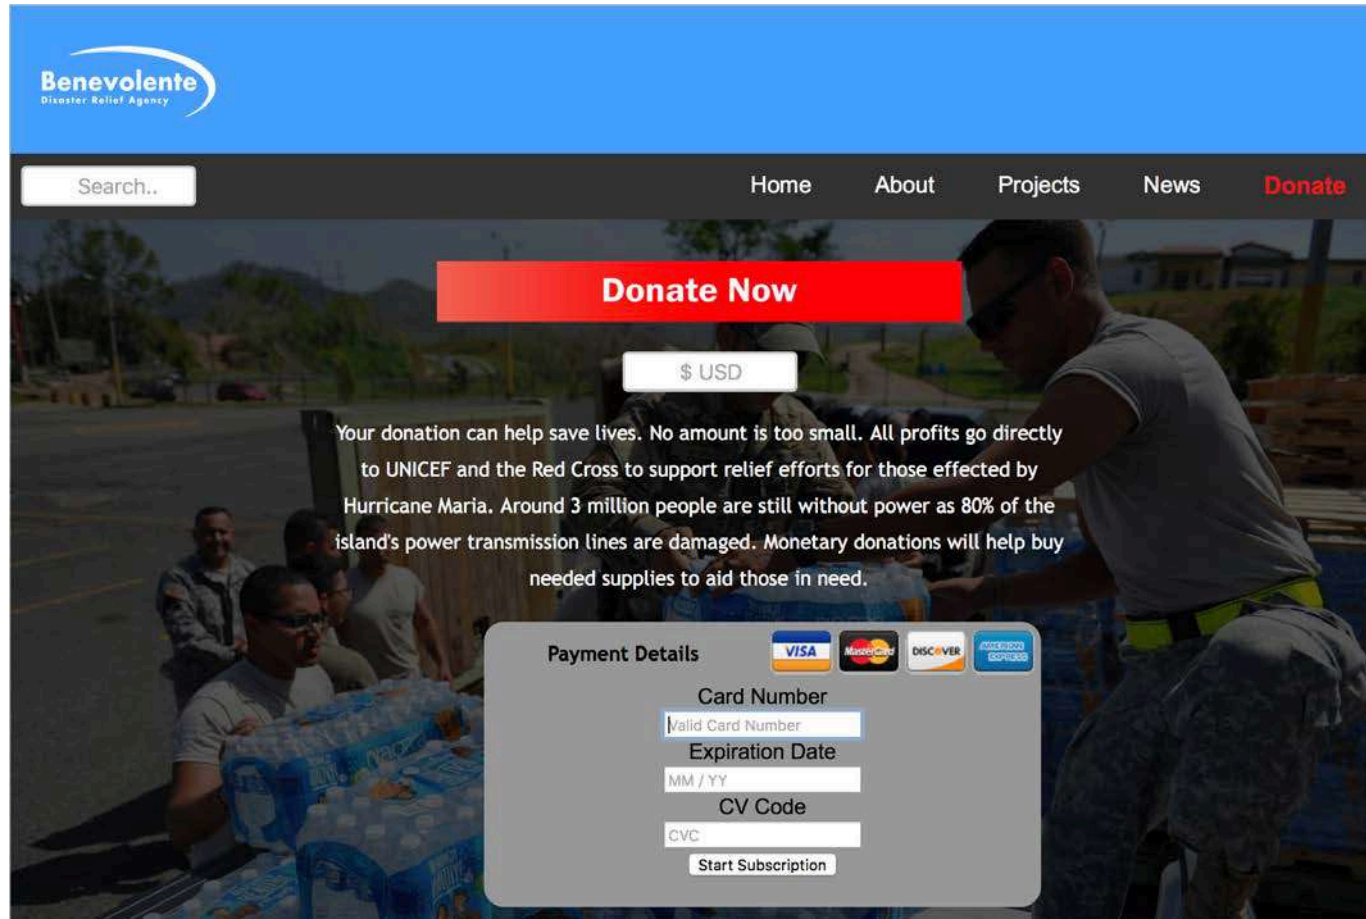 Benevolente
Disaster Relief Agency
Search..
Home About Projects News Donate
Donate Now
$ USD
Your donation can help save lives. No amount is too small. All profits go directly
to UNICEF and the Red Cross to support relief efforts for those effected by
Hurricane Maria. Around 3 million people are still without power as 80% of the
island's power transmission lines are damaged. Monetary donations will help buy
needed supplies to aid those in need.
Payment Details VISA MasterCard DISCOVER AMERICAN EXPRESS
Card Number
Valid Card Number
Expiration Date
MM / YY
CV Code
CVC
Start Subscription